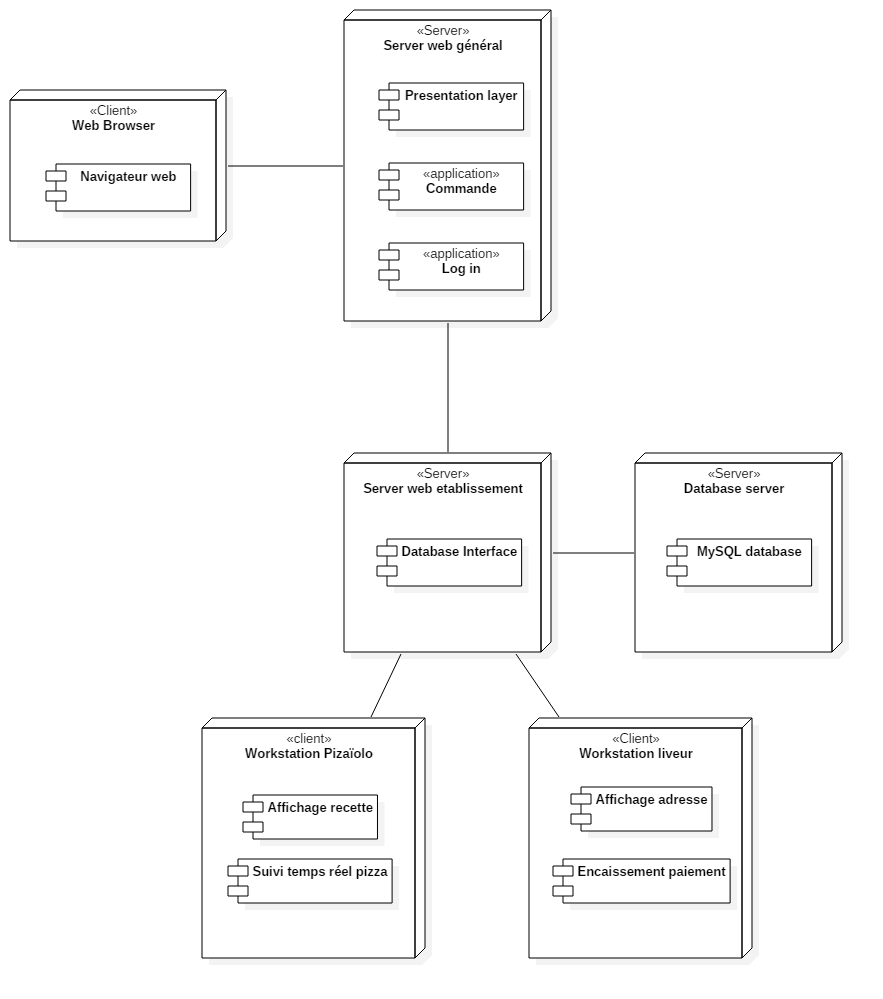 «Server»
Server web général
Presentation layer
«application»
Commande
«application»
Log in
«Client»
Web Browser
Navigateur web
«Server»
Server web etablissement
Database Interface
«Server»
Database server
MySQL database
«client»
Workstation Pizaïolo
Affichage recette
Suivi temps réel pizza
«Client»
Workstation liveur
Affichage adresse
Encaissement paiement